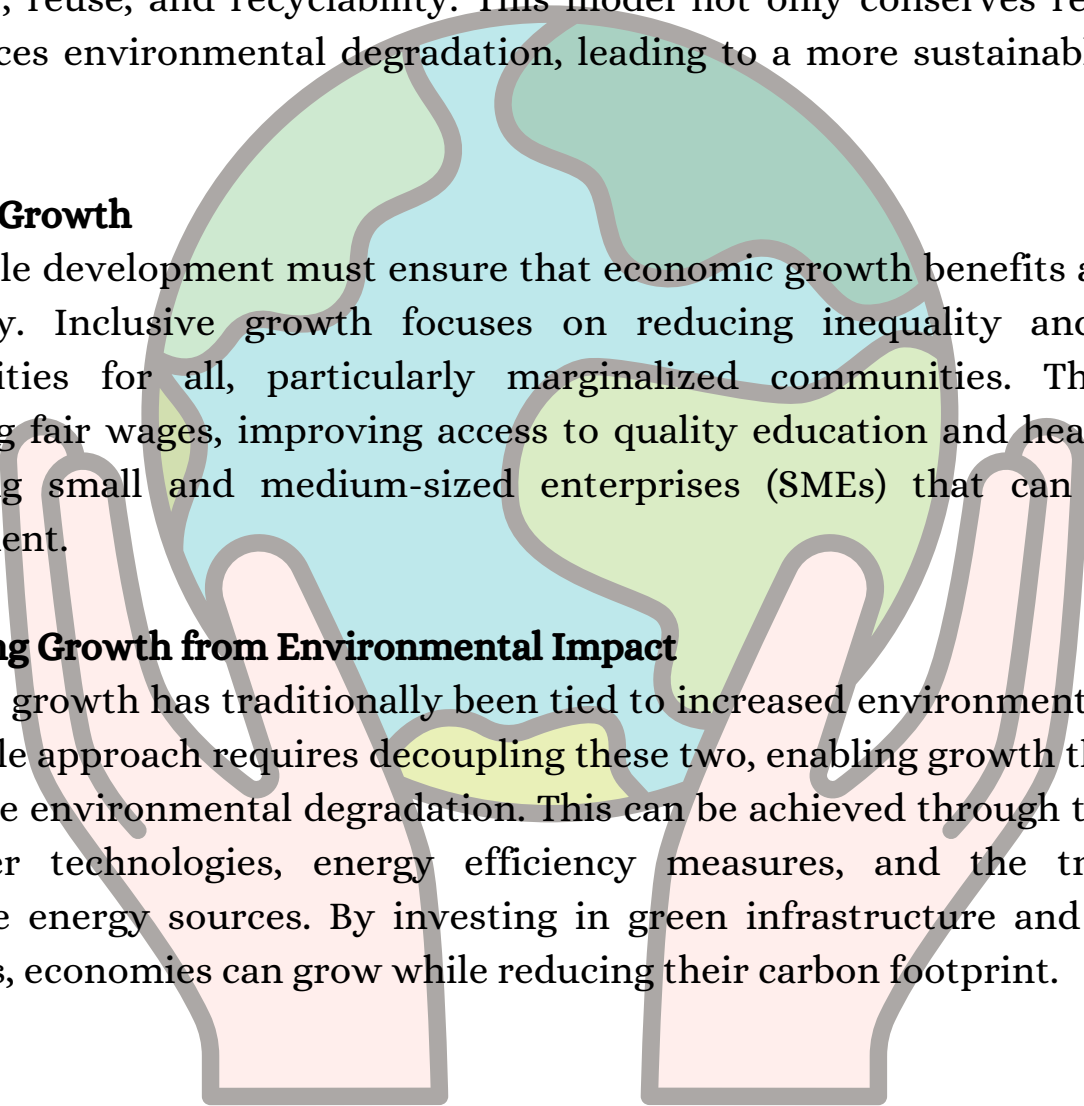 , reuse, and recyclability. This model not only conserves re
ces environmental degradation, leading to a more sustainabl
Growth
le development must ensure that economic growth benefits a
y. Inclusive growth focuses on reducing inequality and
ities for all, particularly marginalized communities. Th
g fair wages, improving access to quality education and hea
ng small and medium-sized enterprises (SMEs) that can
ent.
ng Growth from Environmental Impact
growth has traditionally been tied to increased environment
le approach requires decoupling these two, enabling growth th
e environmental degradation. This can be achieved through t
er technologies, energy efficiency measures, and the tr
e energy sources. By investing in green infrastructure and
s, economies can grow while reducing their carbon footprint.